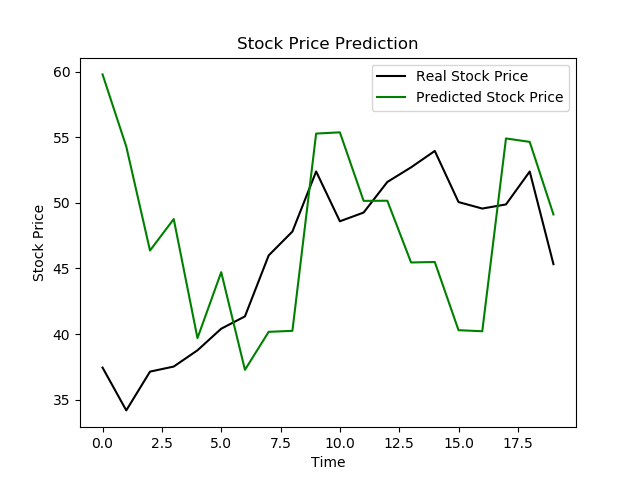 Stock Price Prediction
Real Stock Price
Predicted Stock Price
60
55
50
45
40
35
Stock Price
0.0 2.5 5.0 7.5 10.0 12.5 15.0 17.5
Time